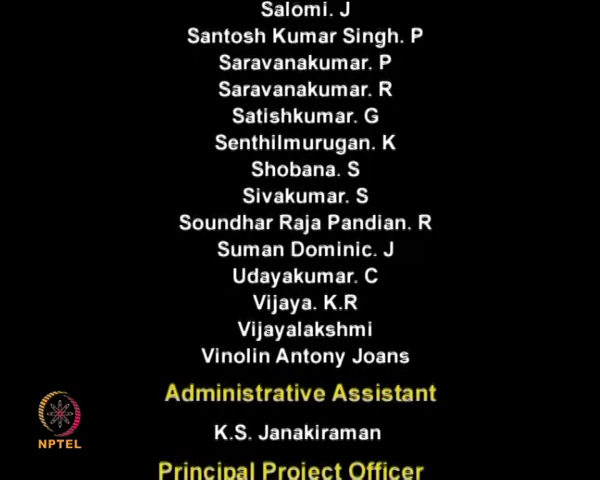 Salomi. J
Santosh Kumar Singh. P
Saravanakumar. P
Saravanakumar. R
Satishkumar. G
Senthilmurugan. K
Shobana. S
Sivakumar. S
Soundhar Raja Pandian. R
Suman Dominic. J
Udayakumar. C
Vijaya. K.R
Vijayalakshmi
Vinolin Antony Joans
Administrative Assistant
K.S. Janakiraman
NPTEL
Principal Project Officer